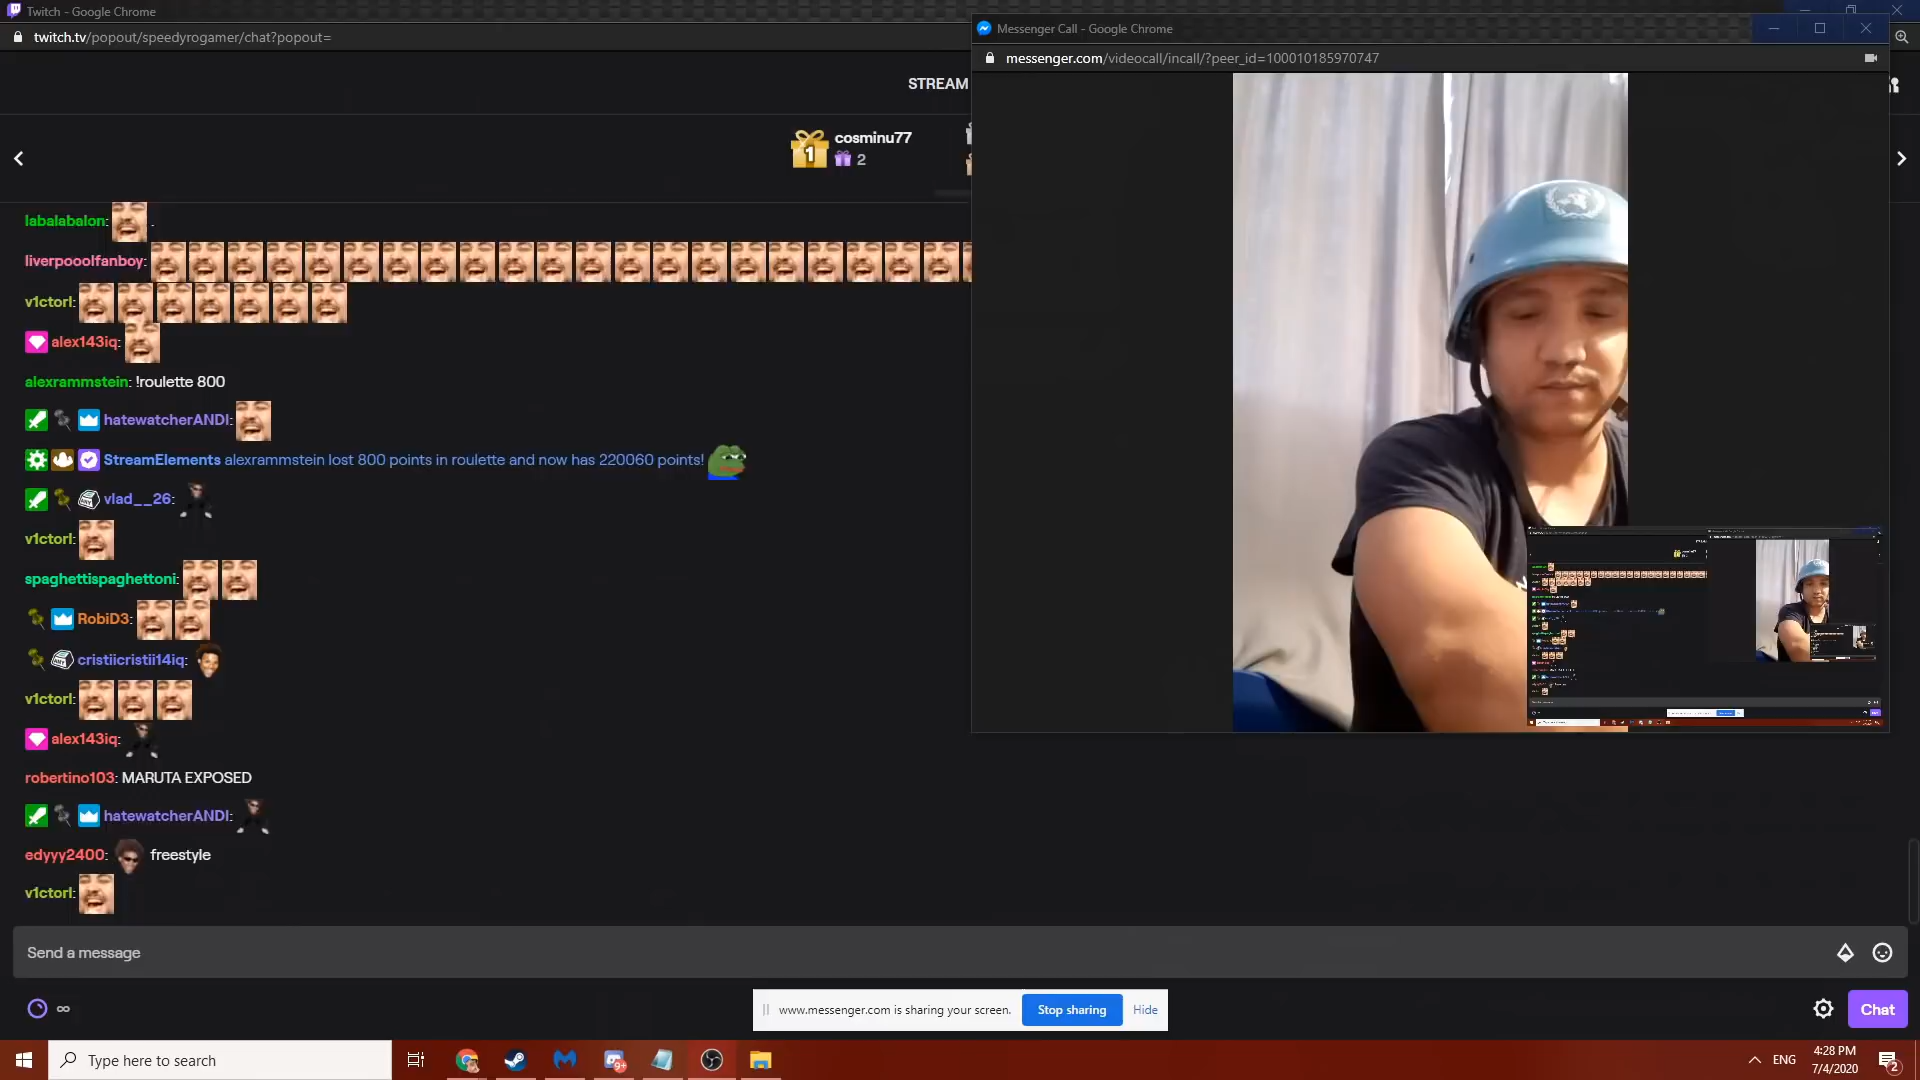 Twitch - Google Chrome
twitch.tv/popout/speedyrogamer/chat?popout=
Messenger Call - Google Chrome
messenger.com/videocall/incall/?peer_id=100010185970747
STREAM
1
cosminu77
2
labalabalon: .
liverpooolfanboy:
v1ctorl:
alex143iq:
alexrammstein: !roulette 800
hatewatcherANDI:
StreamElements alexrammstein lost 800 points in roulette and now has 220060 points!
vlad__26:
v1ctorl:
spaghettispaghettoni:
RobiD3:
cristiicristii14iq:
v1ctorl:
alex143iq:
robertino103: MARUTA EXPOSED
hatewatcherANDI:
edyyy2400: freestyle
v1ctorl:
Send a message
∞
www.messenger.com is sharing your screen.
Stop sharing
Hide
Chat
Type here to search
9+
ENG
4:28 PM
7/4/2020
2